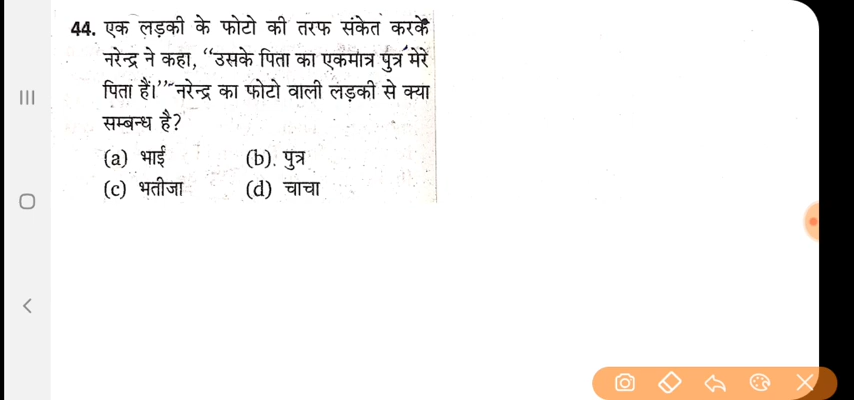 44. एक लड़की के फोटो की तरफ संकेत करके
नरेन्द्र ने कहा, “उसके पिता का एकमात्र पुत्र मेरे
पिता हैं।” नरेन्द्र का फोटो वाली लड़की से क्या
सम्बन्ध है?
(a) भाई (b) पुत्र
(c) भतीजा (d) चाचा